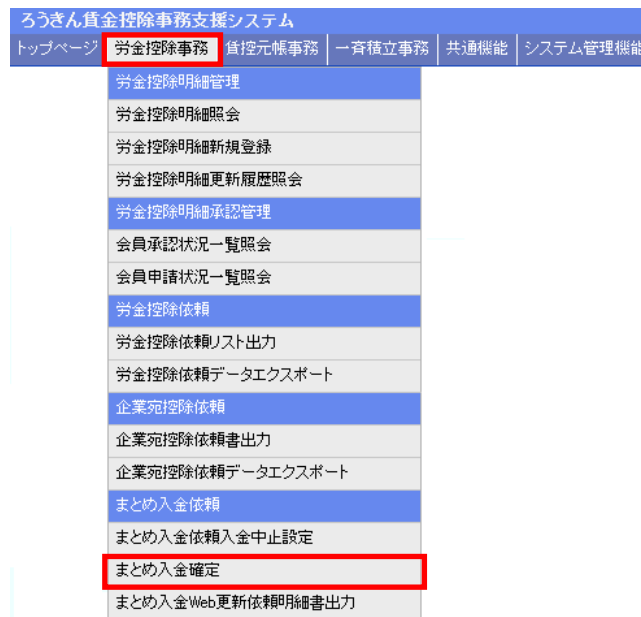 ろうきん賃金控除事務支援システム
トップページ 労金控除事務 賃控元帳事務 一斉積立事務 共通機能 システム管理機能
労金控除明細管理
労金控除明細照会
労金控除明細新規登録
労金控除明細更新履歴照会
労金控除明細承認管理
会員承認状況一覧照会
会員申請状況一覧照会
労金控除依頼
労金控除依頼リスト出力
労金控除依頼データエクスポート
企業宛控除依頼
企業宛控除依頼書出力
企業宛控除依頼データエクスポート
まとめ入金依頼
まとめ入金依頼入金中止設定
まとめ入金確定
まとめ入金Web更新依頼明細書出力